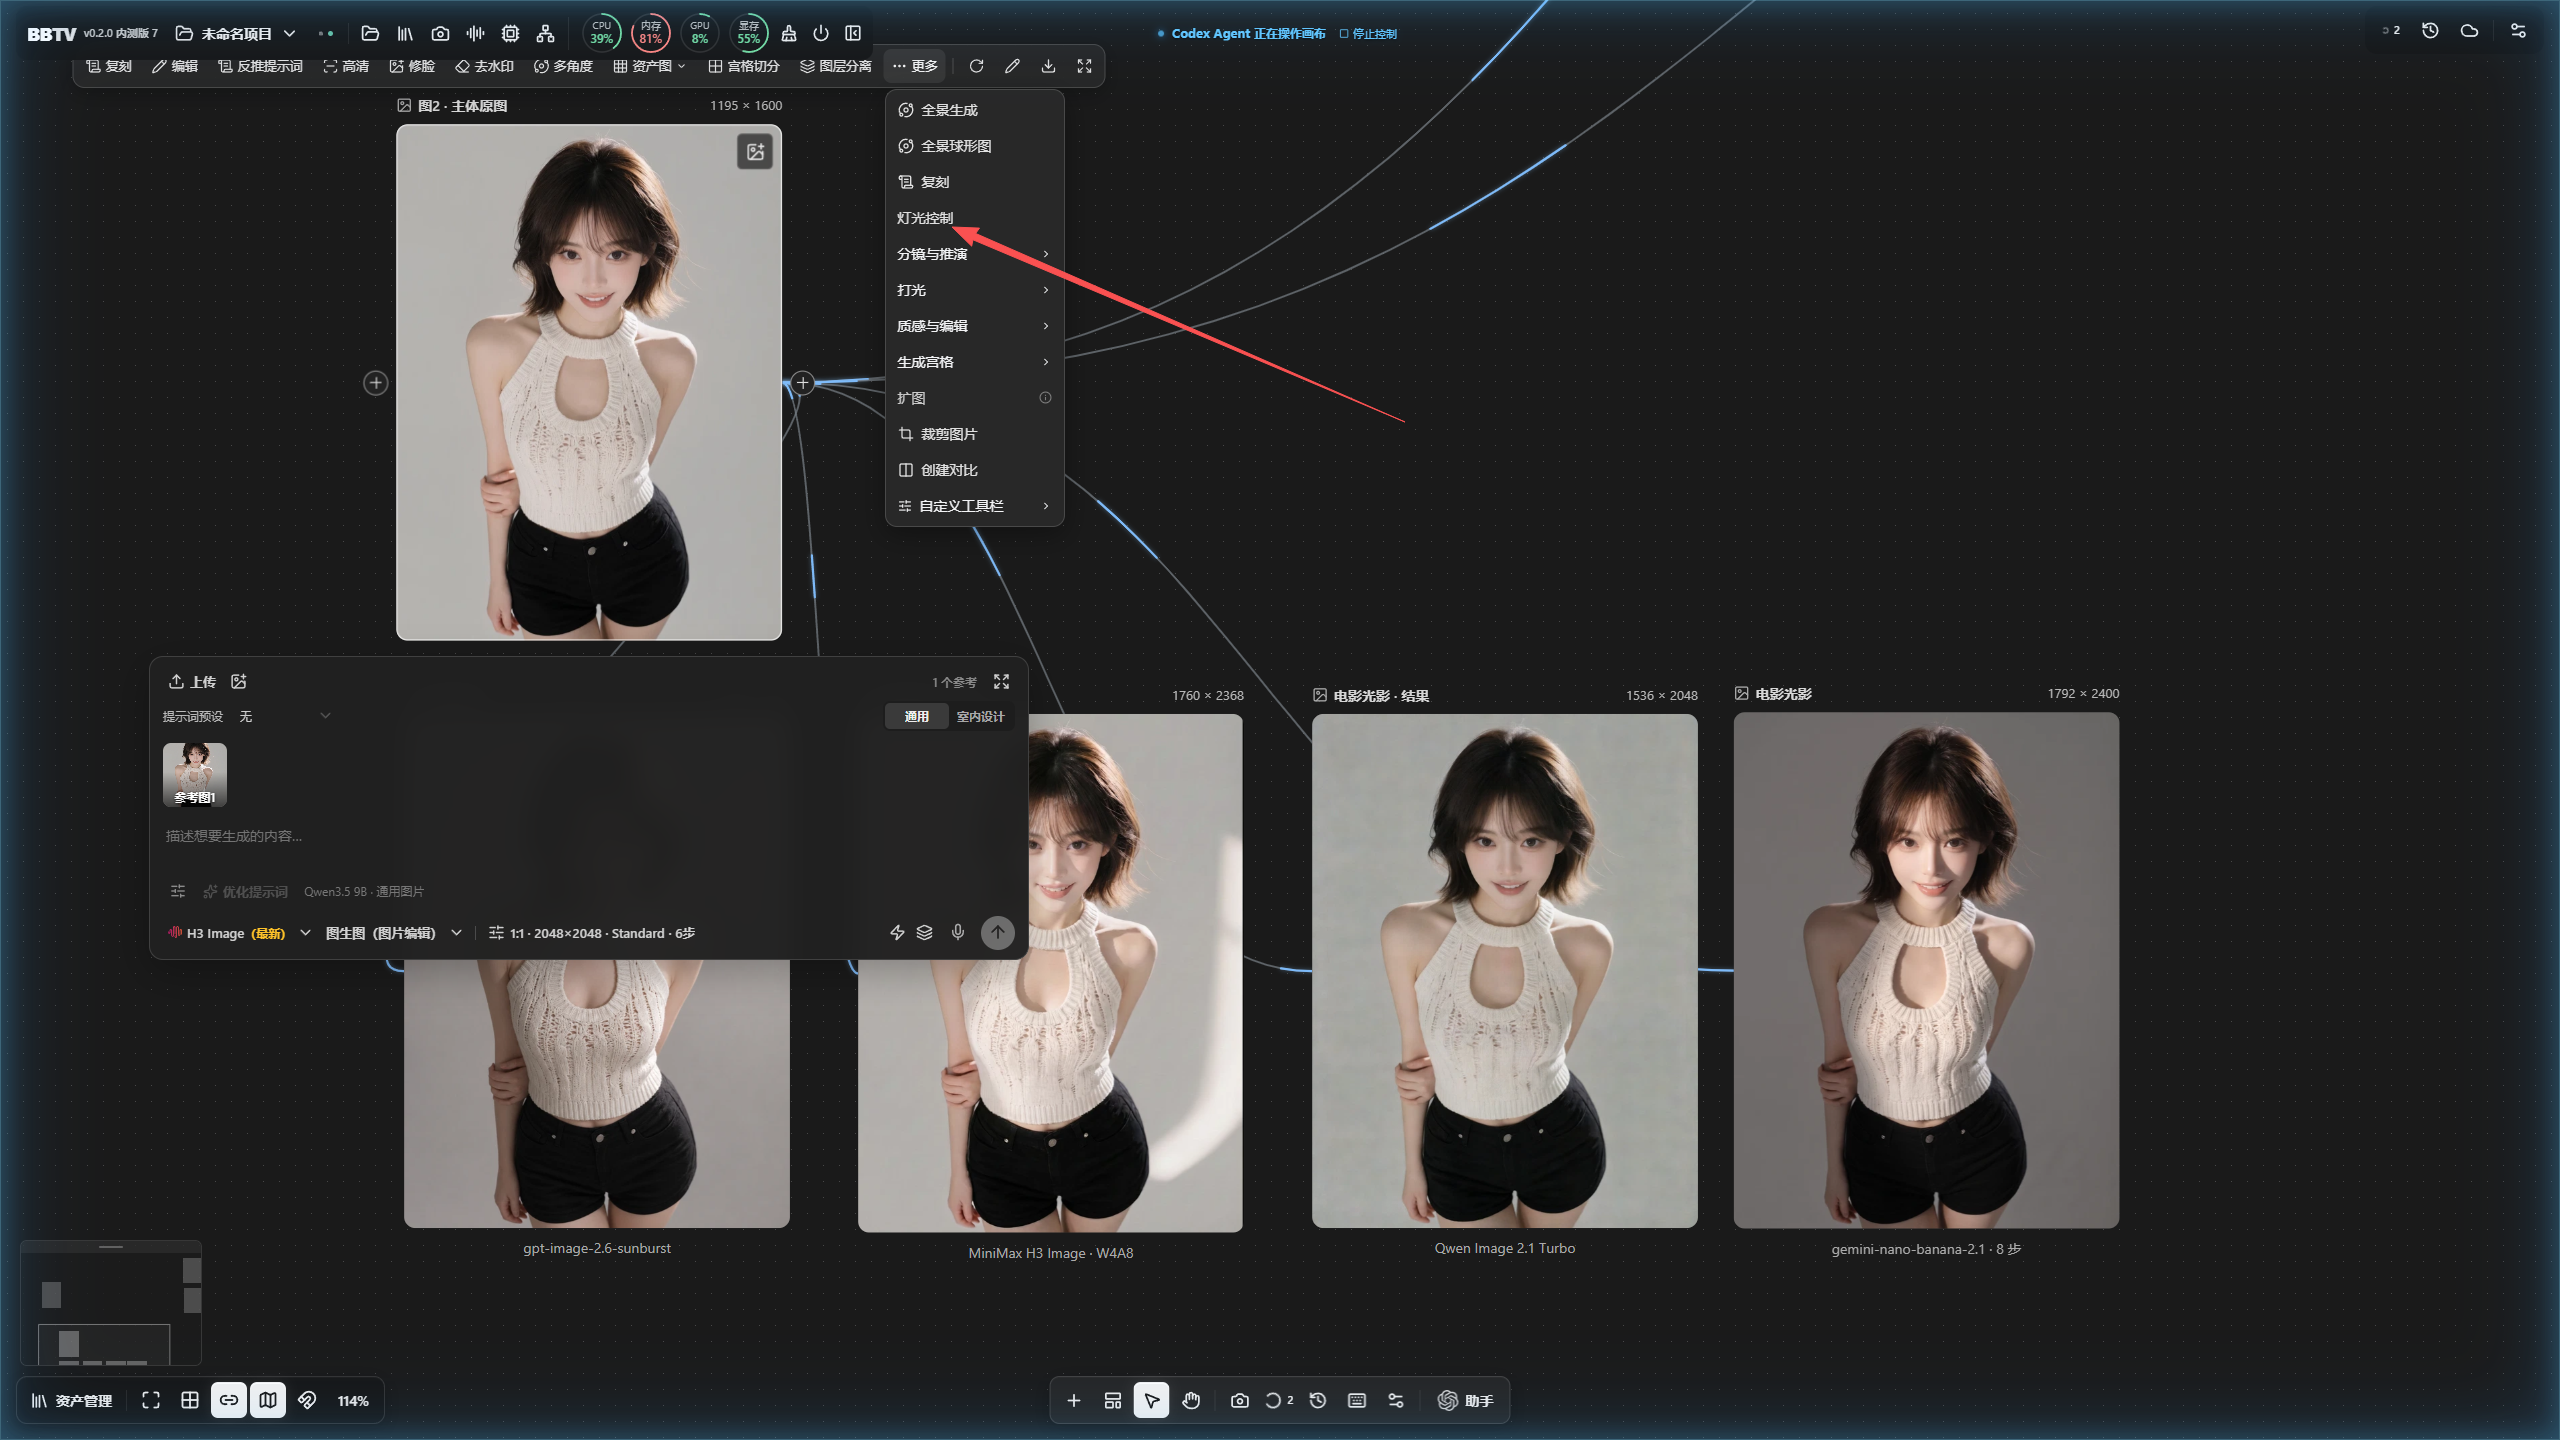 BBTV v0.2.0 内测版 7 未命名项目
CPU 39% 内存 81% GPU 8% 显存 55%
Codex Agent 正在操作画布 停止控制
2
复刻 编辑 反推提示词 高清 修脸 去水印 多角度 资产图 宫格切分 图层分离 更多
图2 · 主体原图 1195 × 1600
全景生成
全景球形图
复刻
灯光控制
分镜与推演
打光
质感与编辑
生成宫格
扩图
裁剪图片
创建对比
自定义工具栏
上传 1 个参考
提示词预设 无 通用 室内设计
参考图1
描述想要生成的内容...
优化提示词 Qwen3.5 9B · 通用图片
H3 Image (最新) 图生图 (图片编辑) 1:1 · 2048×2048 · Standard · 6步
1760 × 2368
电影光影 · 结果 1536 × 2048
电影光影 1792 × 2400
gpt-image-2.6-sunburst
MiniMax H3 Image · W4A8
Qwen Image 2.1 Turbo
gemini-nano-banana-2.1 · 8 步
资产管理 114%
2 助手